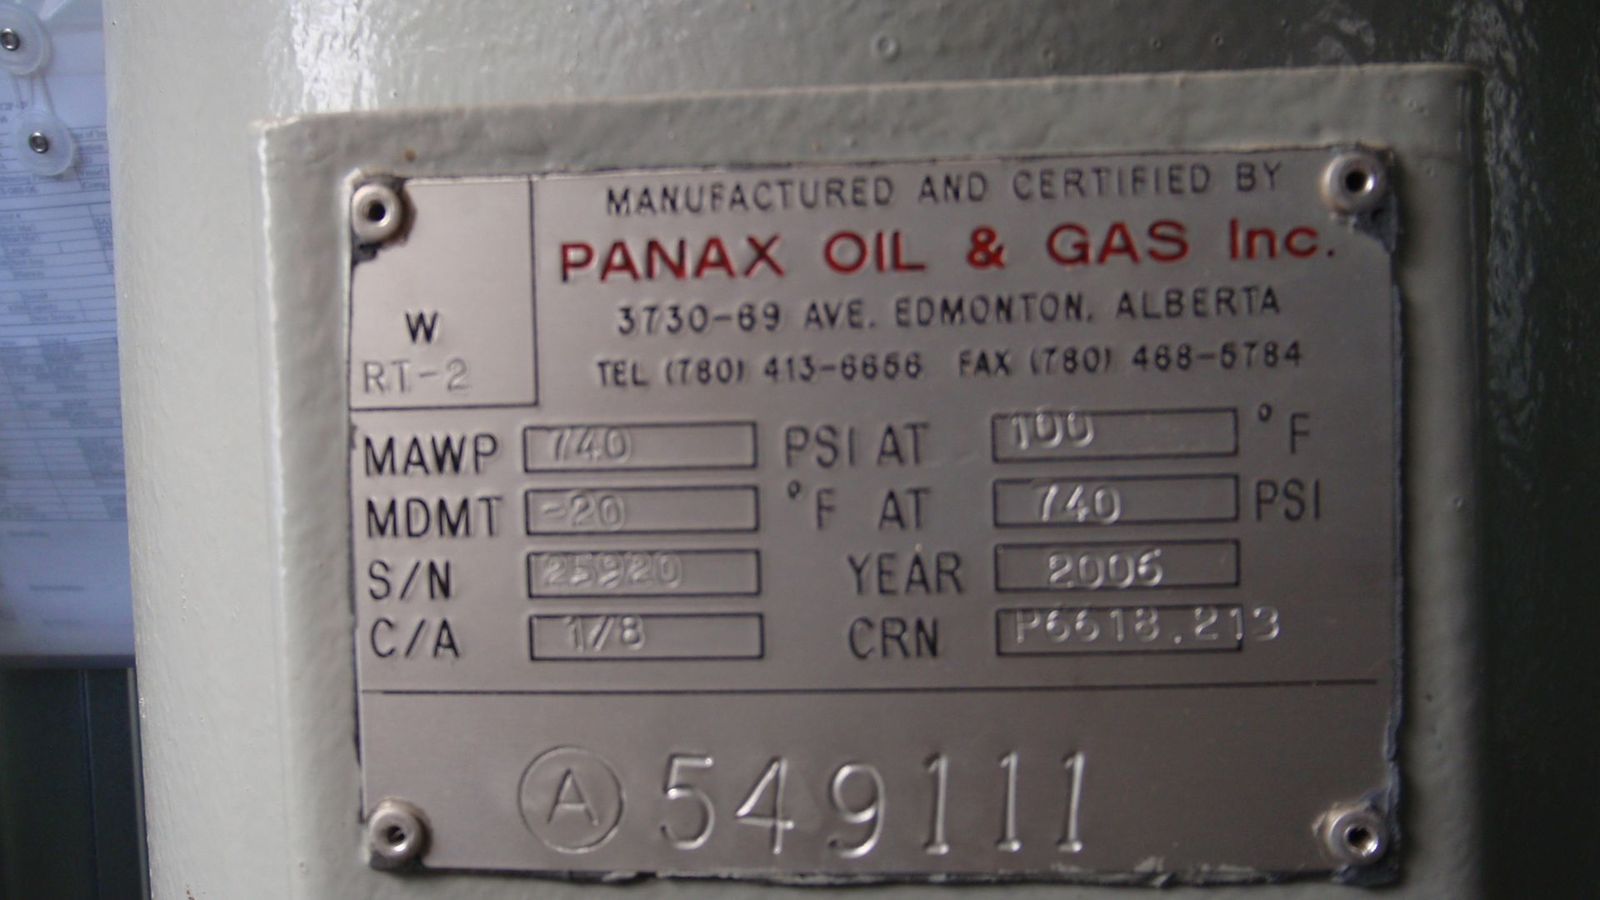 MANUFACTURED AND CERTIFIED BY
PANAX OIL & GAS Inc.
3730-69 AVE. EDMONTON, ALBERTA
TEL (780) 413-6656 FAX (780) 468-5784
W
RT-2
MAWP 740 PSI AT 100 °F
MDMT -20 °F AT 740 PSI
S/N 25920 YEAR 2006
C/A 1/8 CRN P6618.213
A 549111